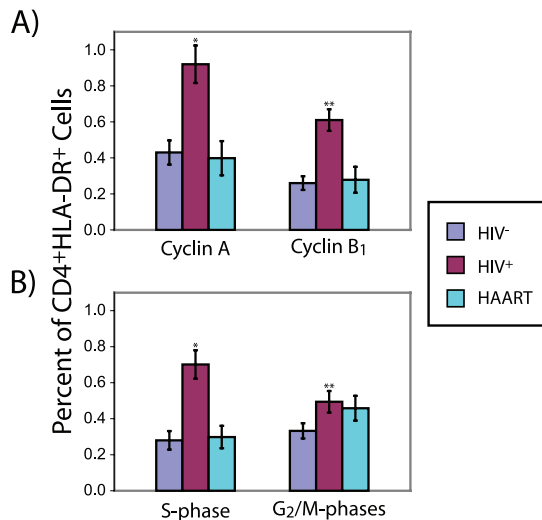 A)
Percent of CD4+HLA-DR+ Cells
1.0
0.8
0.6
0.4
0.2
0.0
*
**
Cyclin A
Cyclin B1
HIV-
HIV+
HAART
B)
1.0
0.8
0.6
0.4
0.2
0.0
*
**
S-phase
G2/M-phases